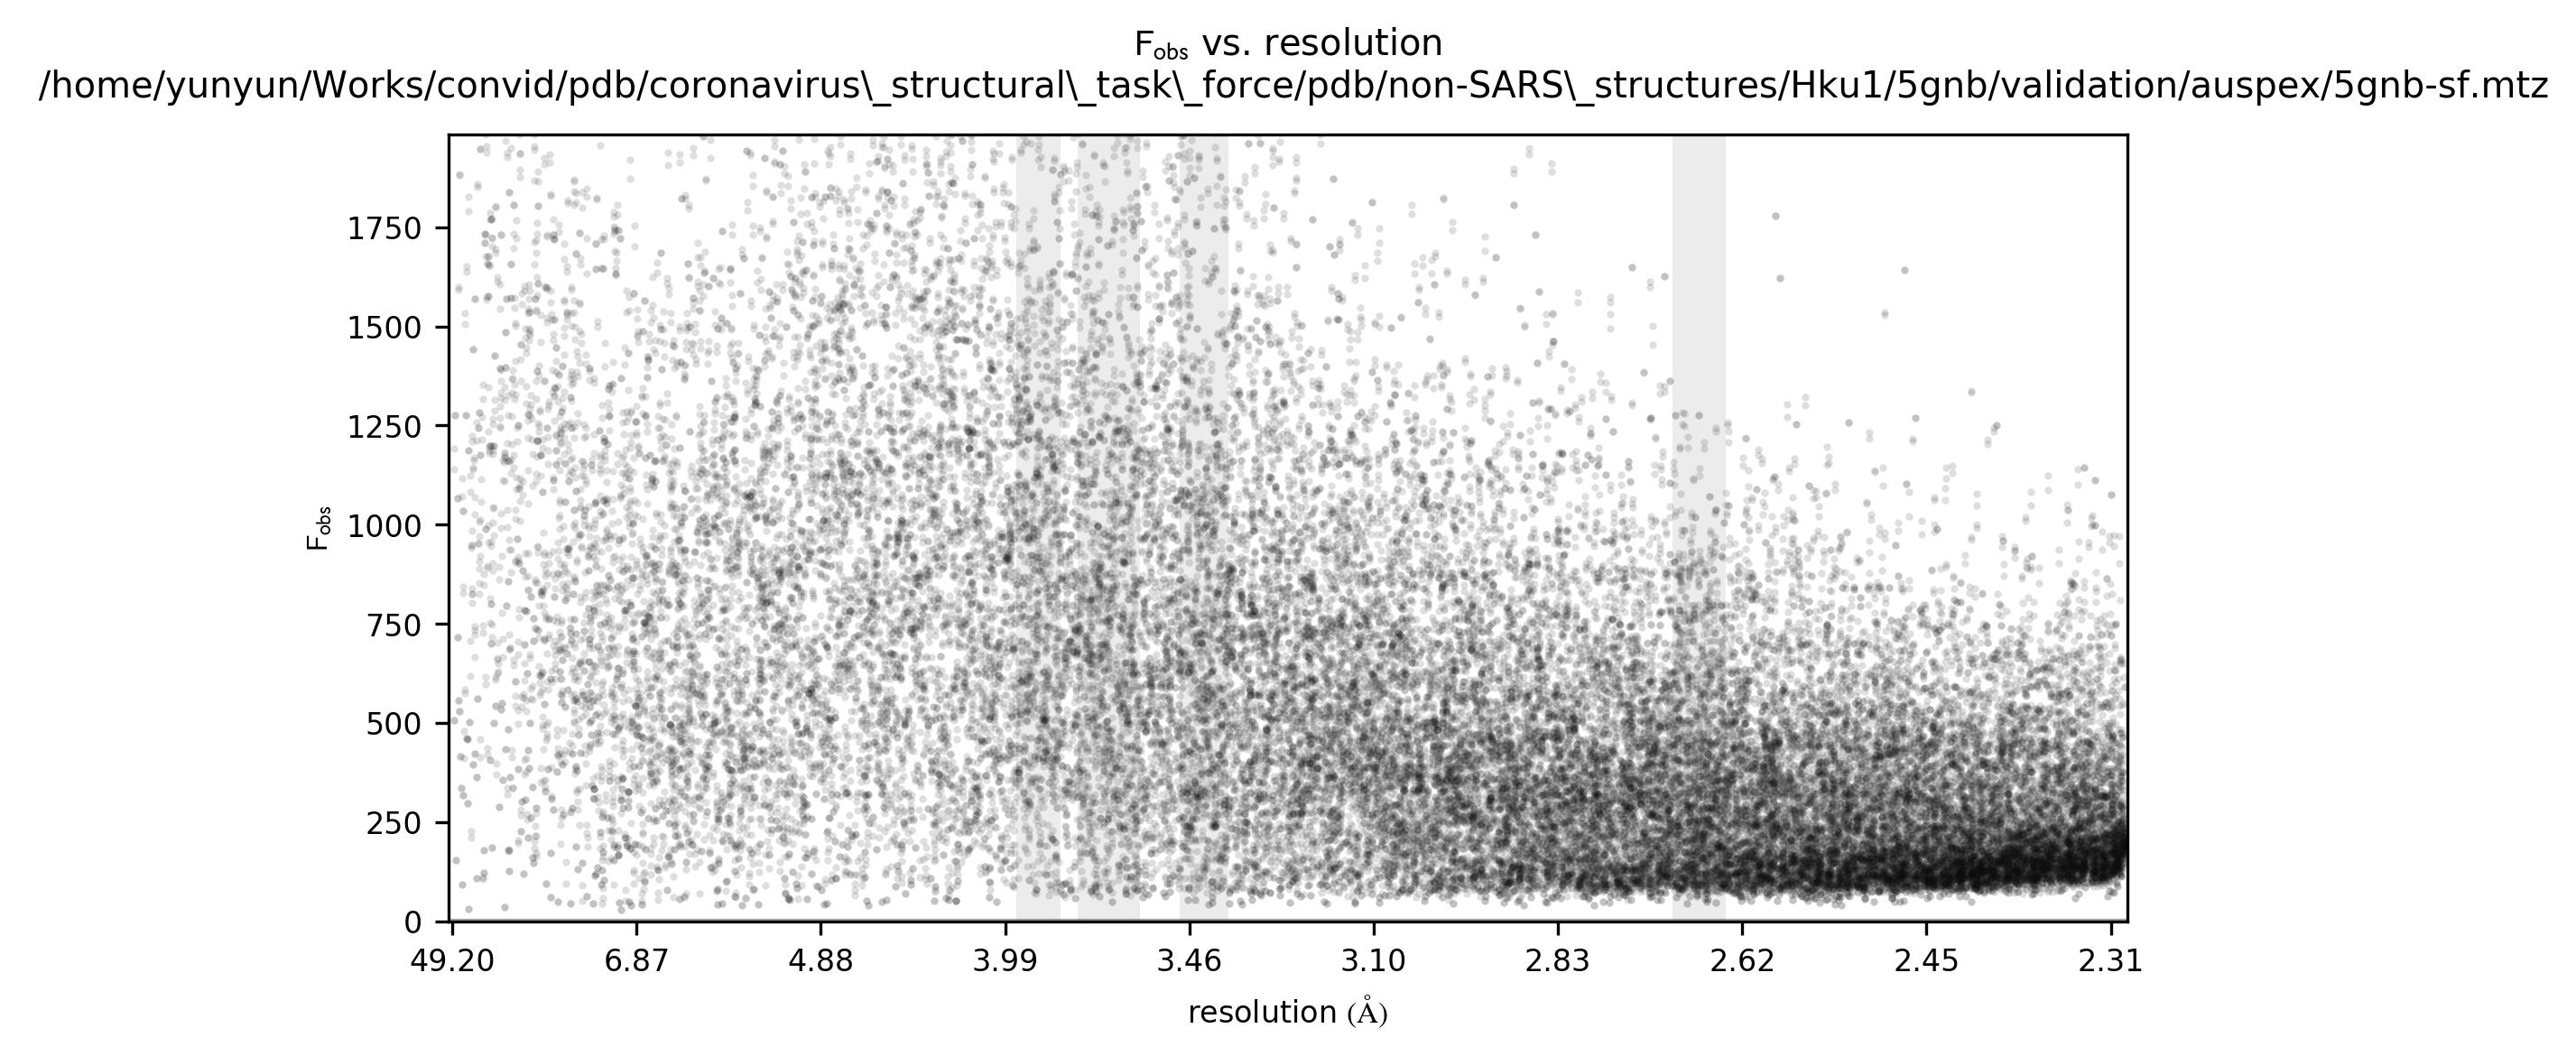 Fobs vs. resolution
/home/yunyun/Works/convid/pdb/coronavirus\_structural\_task\_force/pdb/non-SARS\_structures/Hku1/5gnb/validation/auspex/5gnb-sf.mtz
Fobs
1750
1500
1250
1000
750
500
250
0
49.20 6.87 4.88 3.99 3.46 3.10 2.83 2.62 2.45 2.31
resolution (Å)